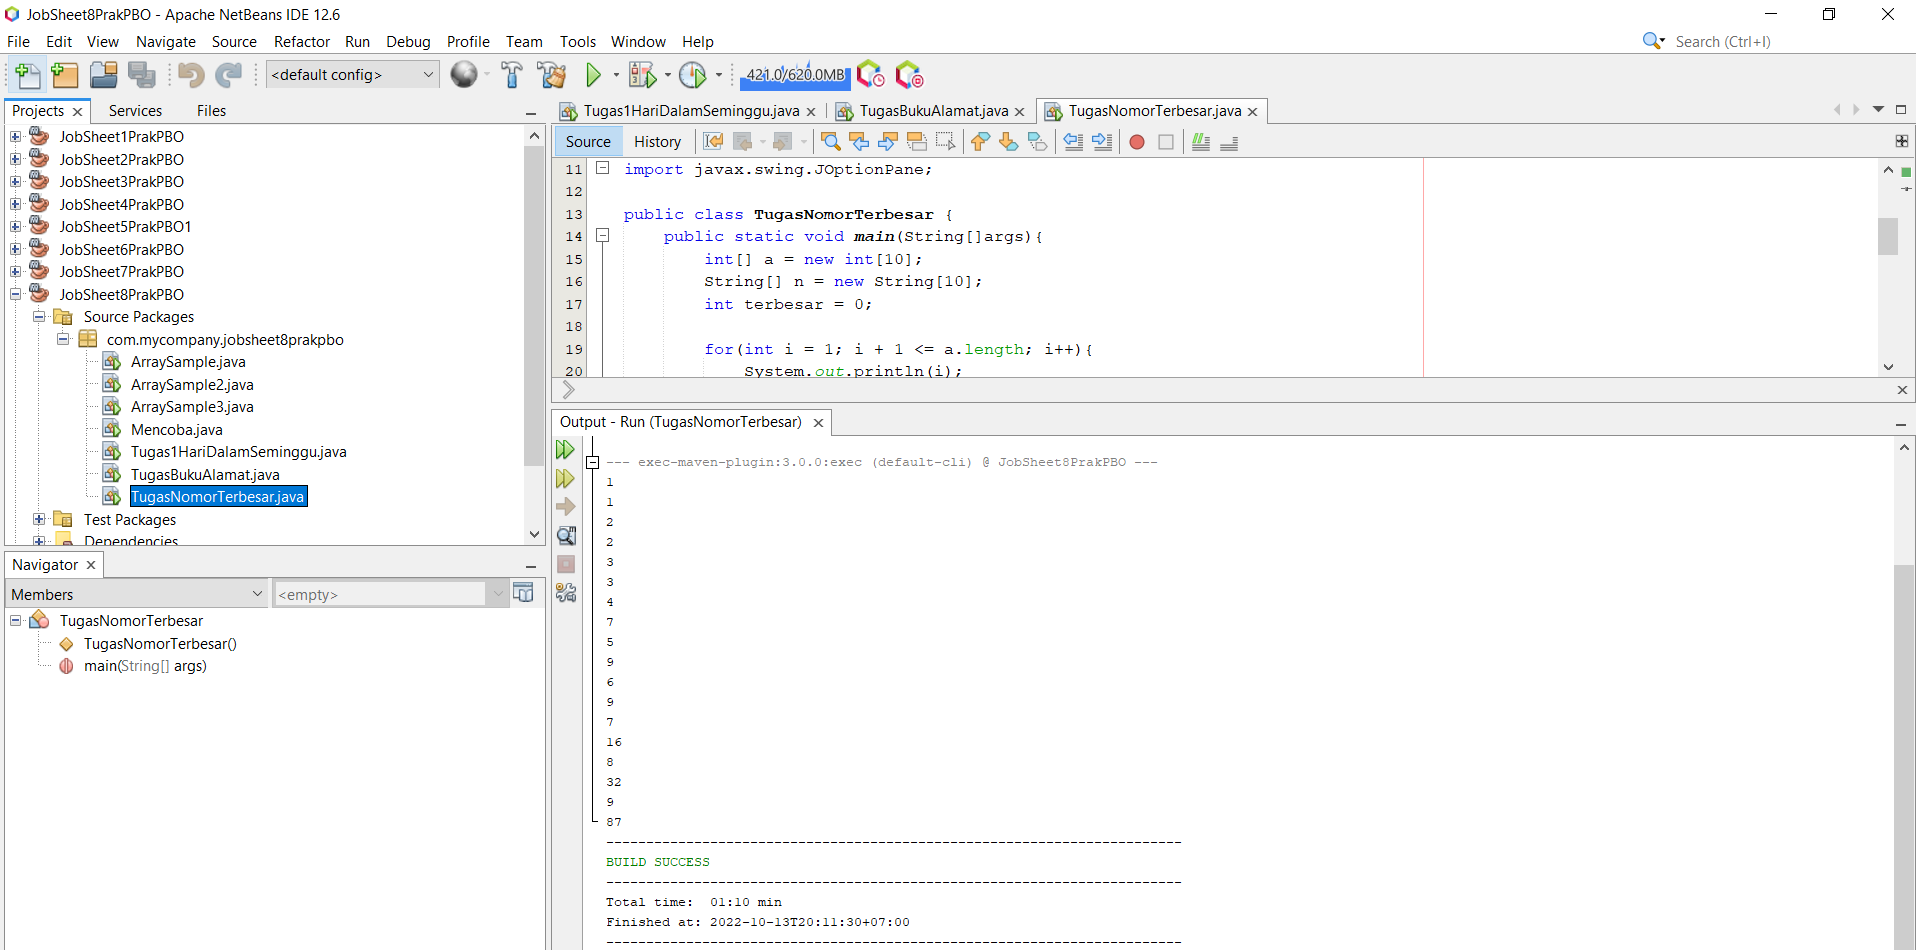 JobSheet8PrakPBO - Apache NetBeans IDE 12.6
File Edit View Navigate Source Refactor Run Debug Profile Team Tools Window Help
Search (Ctrl+I)
<default config>
421.0/620.0MB
Projects Services Files
JobSheet1PrakPBO
JobSheet2PrakPBO
JobSheet3PrakPBO
JobSheet4PrakPBO
JobSheet5PrakPBO1
JobSheet6PrakPBO
JobSheet7PrakPBO
JobSheet8PrakPBO
Source Packages
com.mycompany.jobsheet8prakpbo
ArraySample.java
ArraySample2.java
ArraySample3.java
Mencoba.java
Tugas1HariDalamSeminggu.java
TugasBukuAlamat.java
TugasNomorTerbesar.java
Test Packages
Dependencies
Navigator
Members
<empty>
TugasNomorTerbesar
TugasNomorTerbesar()
main(String[] args)
Tugas1HariDalamSeminggu.java TugasBukuAlamat.java TugasNomorTerbesar.java
Source History
11 import javax.swing.JOptionPane;
12
13 public class TugasNomorTerbesar {
14 public static void main(String[]args){
15 int[] a = new int[10];
16 String[] n = new String[10];
17 int terbesar = 0;
18
19 for(int i = 1; i + 1 <= a.length; i++){
20 System.out.println(i);
Output - Run (TugasNomorTerbesar)
--- exec-maven-plugin:3.0.0:exec (default-cli) @ JobSheet8PrakPBO ---
1
1
2
2
3
3
4
7
5
9
6
9
7
16
8
32
9
87
------------------------------------------------------------------------
BUILD SUCCESS
------------------------------------------------------------------------
Total time:  01:10 min
Finished at: 2022-10-13T20:11:30+07:00
------------------------------------------------------------------------